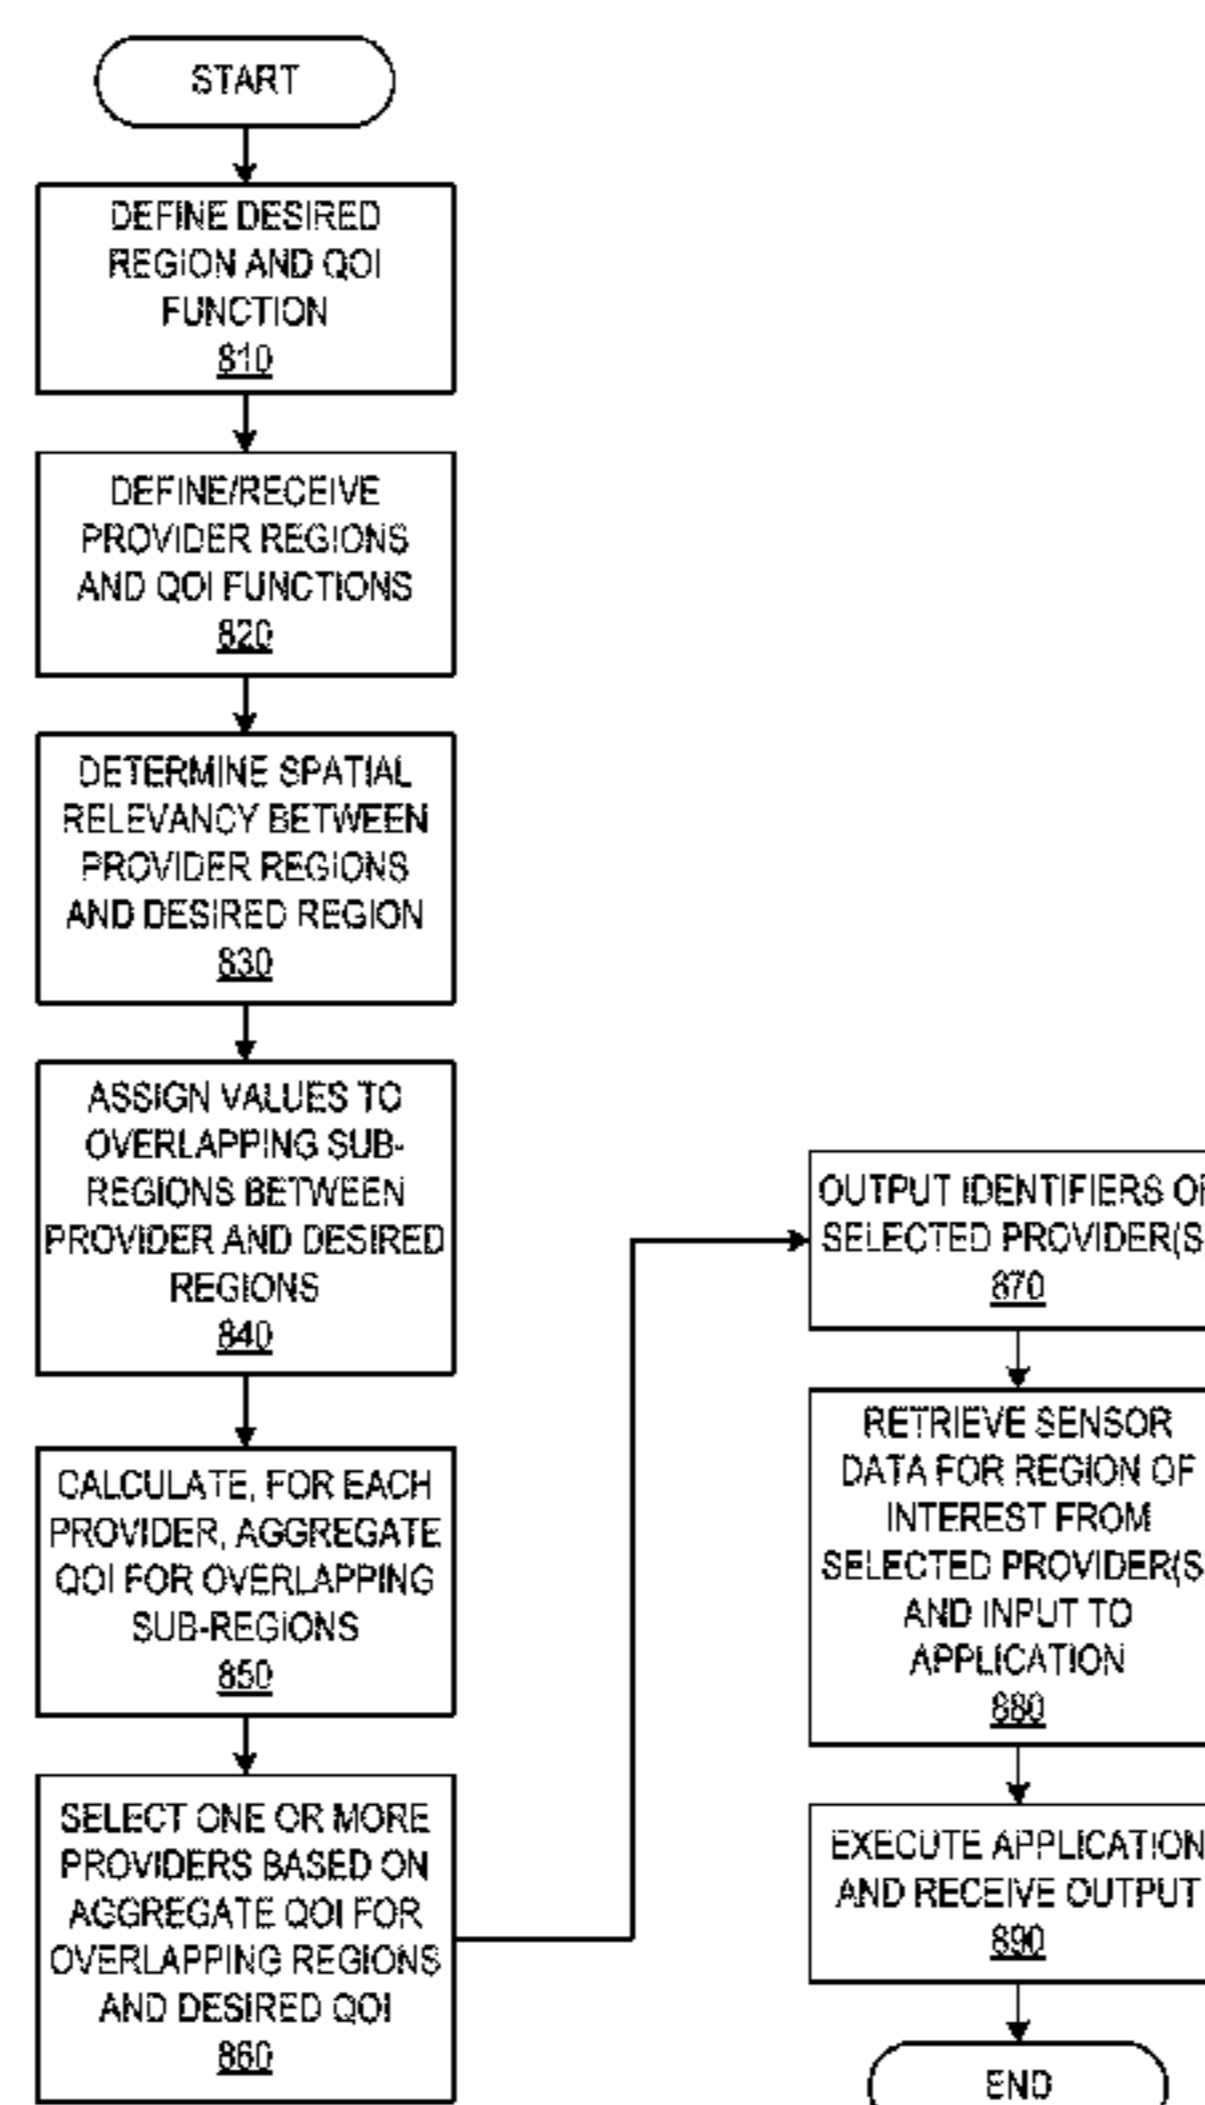 START
DEFINE DESIRED
REGION AND QOI
FUNCTION
810
DEFINE/RECEIVE
PROVIDER REGIONS
AND QOI FUNCTIONS
820
DETERMINE SPATIAL
RELEVANCY BETWEEN
PROVIDER REGIONS
AND DESIRED REGION
830
ASSIGN VALUES TO
OVERLAPPING SUB-
REGIONS BETWEEN
PROVIDER AND DESIRED
REGIONS
840
CALCULATE, FOR EACH
PROVIDER, AGGREGATE
QOI FOR OVERLAPPING
SUB-REGIONS
850
SELECT ONE OR MORE
PROVIDERS BASED ON
AGGREGATE QOI FOR
OVERLAPPING REGIONS
AND DESIRED QOI
860
OUTPUT IDENTIFIERS OF
SELECTED PROVIDER(S)
870
RETRIEVE SENSOR
DATA FOR REGION OF
INTEREST FROM
SELECTED PROVIDER(S)
AND INPUT TO
APPLICATION
880
EXECUTE APPLICATION
AND RECEIVE OUTPUT
890
END